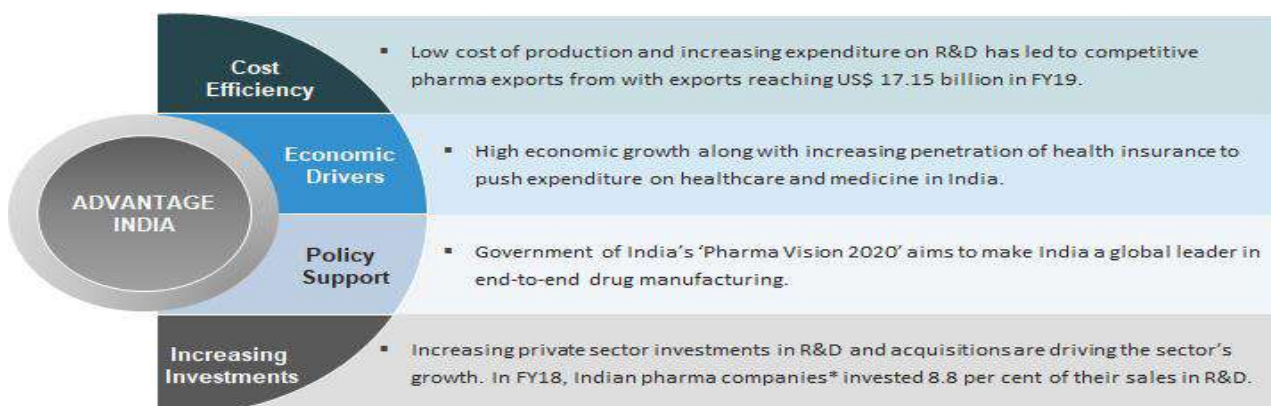 ADVANTAGE
INDIA
Cost
Efficiency
▪ Low cost of production and increasing expenditure on R&D has led to competitive
pharma exports from with exports reaching US$ 17.15 billion in FY19.
Economic
Drivers
▪ High economic growth along with increasing penetration of health insurance to
push expenditure on healthcare and medicine in India.
Policy
Support
▪ Government of India's 'Pharma Vision 2020' aims to make India a global leader in
end-to-end drug manufacturing.
Increasing
Investments
▪ Increasing private sector investments in R&D and acquisitions are driving the sector's
growth. In FY18, Indian pharma companies* invested 8.8 per cent of their sales in R&D.